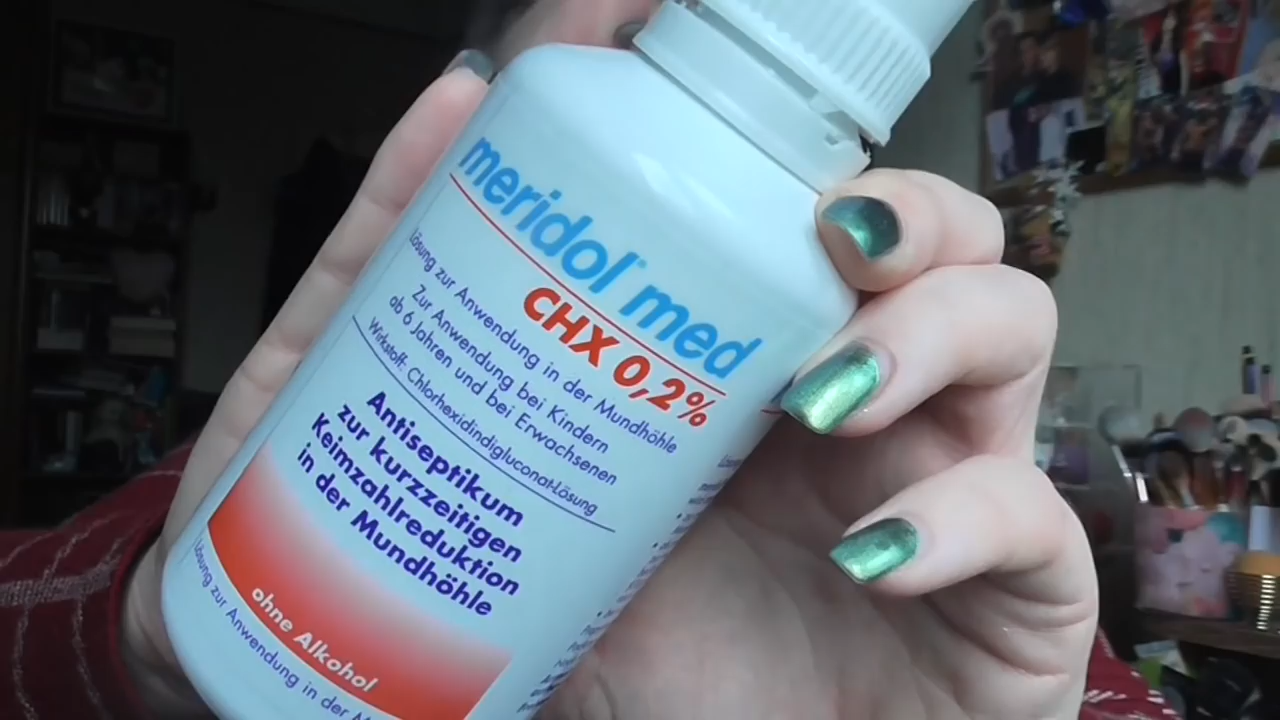 meridol® med
CHX 0,2%
Lösung zur Anwendung in der Mundhöhle
Zur Anwendung bei Kindern
ab 6 Jahren und bei Erwachsenen
Wirkstoff: Chlorhexidindigluconat-Lösung
Antiseptikum
zur kurzzeitigen
Keimzahlreduktion
in der Mundhöhle
ohne Alkohol
Lösung zur Anwendung in der